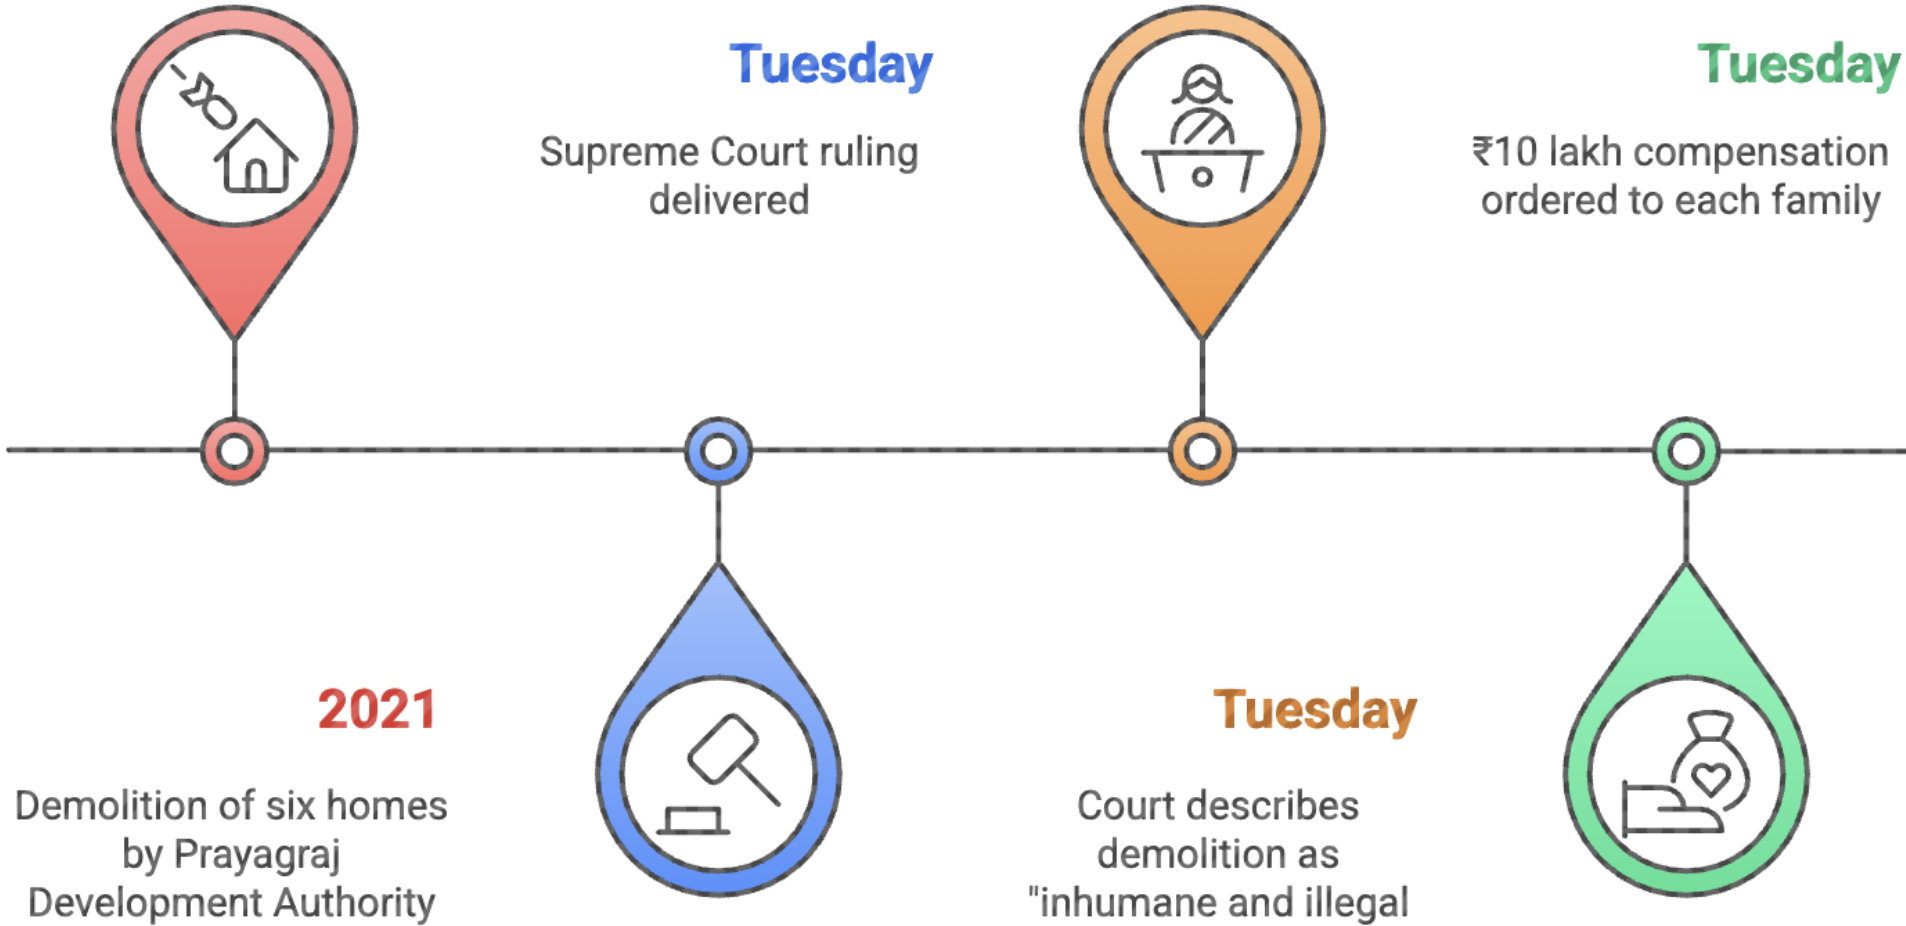 2021
Demolition of six homes
by Prayagraj
Development Authority
Tuesday
Supreme Court ruling
delivered
Tuesday
Court describes
demolition as
"inhumane and illegal
Tuesday
₹10 lakh compensation
ordered to each family